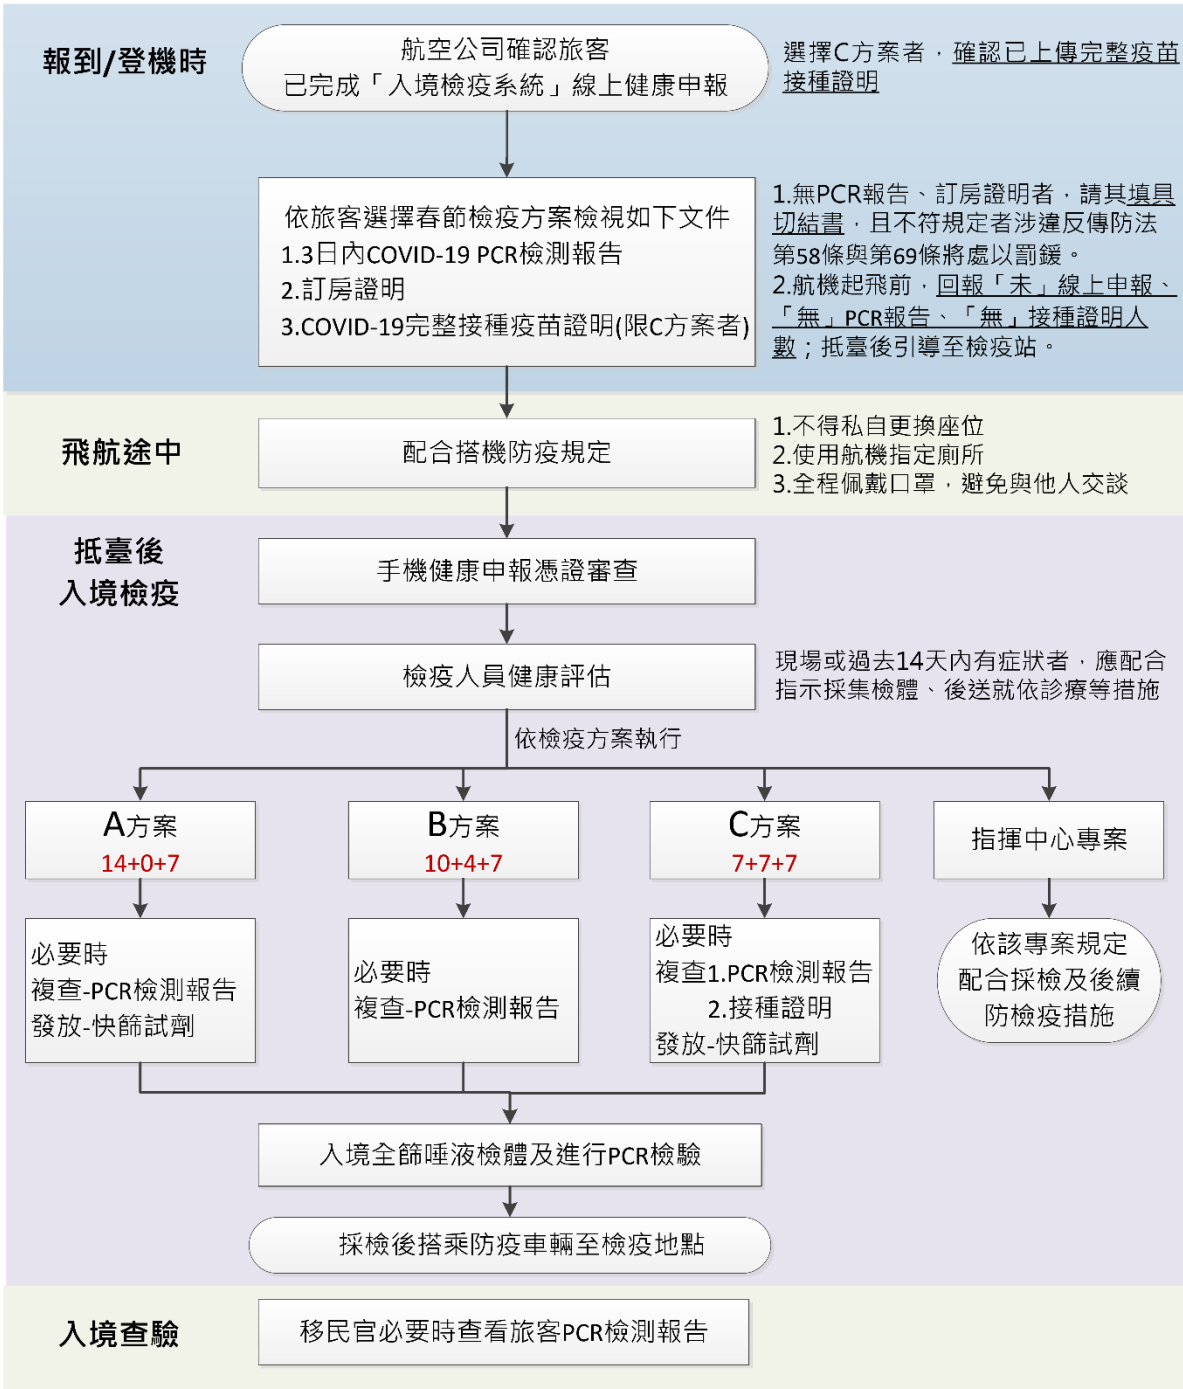 報到/登機時
航空公司確認旅客
已完成「入境檢疫系統」線上健康申報
選擇C方案者，確認已上傳完整疫苗
接種證明
依旅客選擇春節檢疫方案檢視如下文件
1.3日內COVID-19 PCR檢測報告
2.訂房證明
3.COVID-19完整接種疫苗證明(限C方案者)
1.無PCR報告、訂房證明者，請其填具
切結書，且不符規定者涉違反傳防法
第58條與第69條將處以罰鍰。
2.航機起飛前，回報「未」線上申報、
「無」PCR報告、「無」接種證明人
數；抵臺後引導至檢疫站。
飛航途中
配合搭機防疫規定
1.不得私自更換座位
2.使用航機指定廁所
3.全程佩戴口罩，避免與他人交談
抵臺後
入境檢疫
手機健康申報憑證審查
檢疫人員健康評估
現場或過去14天內有症狀者，應配合
指示採集檢體、後送就依診療等措施
依檢疫方案執行
A方案
14+0+7
B方案
10+4+7
C方案
7+7+7
指揮中心專案
必要時
複查-PCR檢測報告
發放-快篩試劑
必要時
複查-PCR檢測報告
必要時
複查1.PCR檢測報告
2.接種證明
發放-快篩試劑
依該專案規定
配合採檢及後續
防檢疫措施
入境全篩唾液檢體及進行PCR檢驗
採檢後搭乘防疫車輛至檢疫地點
入境查驗
移民官必要時查看旅客PCR檢測報告